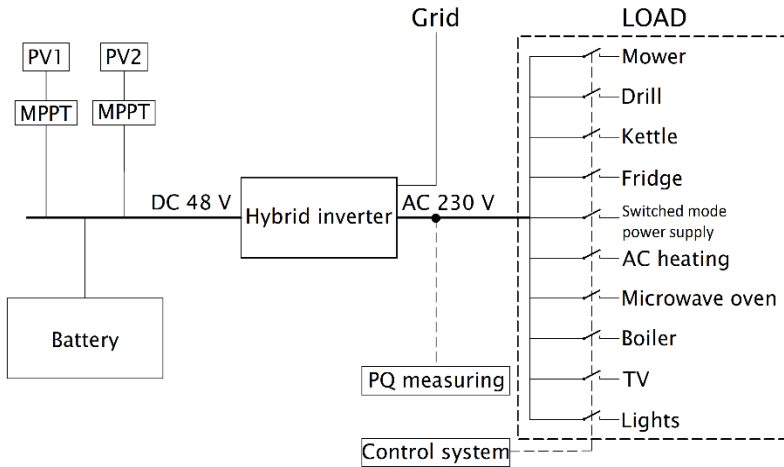 Grid
LOAD
PV1
PV2
MPPT
MPPT
DC 48 V
Hybrid inverter
AC 230 V
Battery
PQ measuring
Control system
Mower
Drill
Kettle
Fridge
Switched mode
power supply
AC heating
Microwave oven
Boiler
TV
Lights